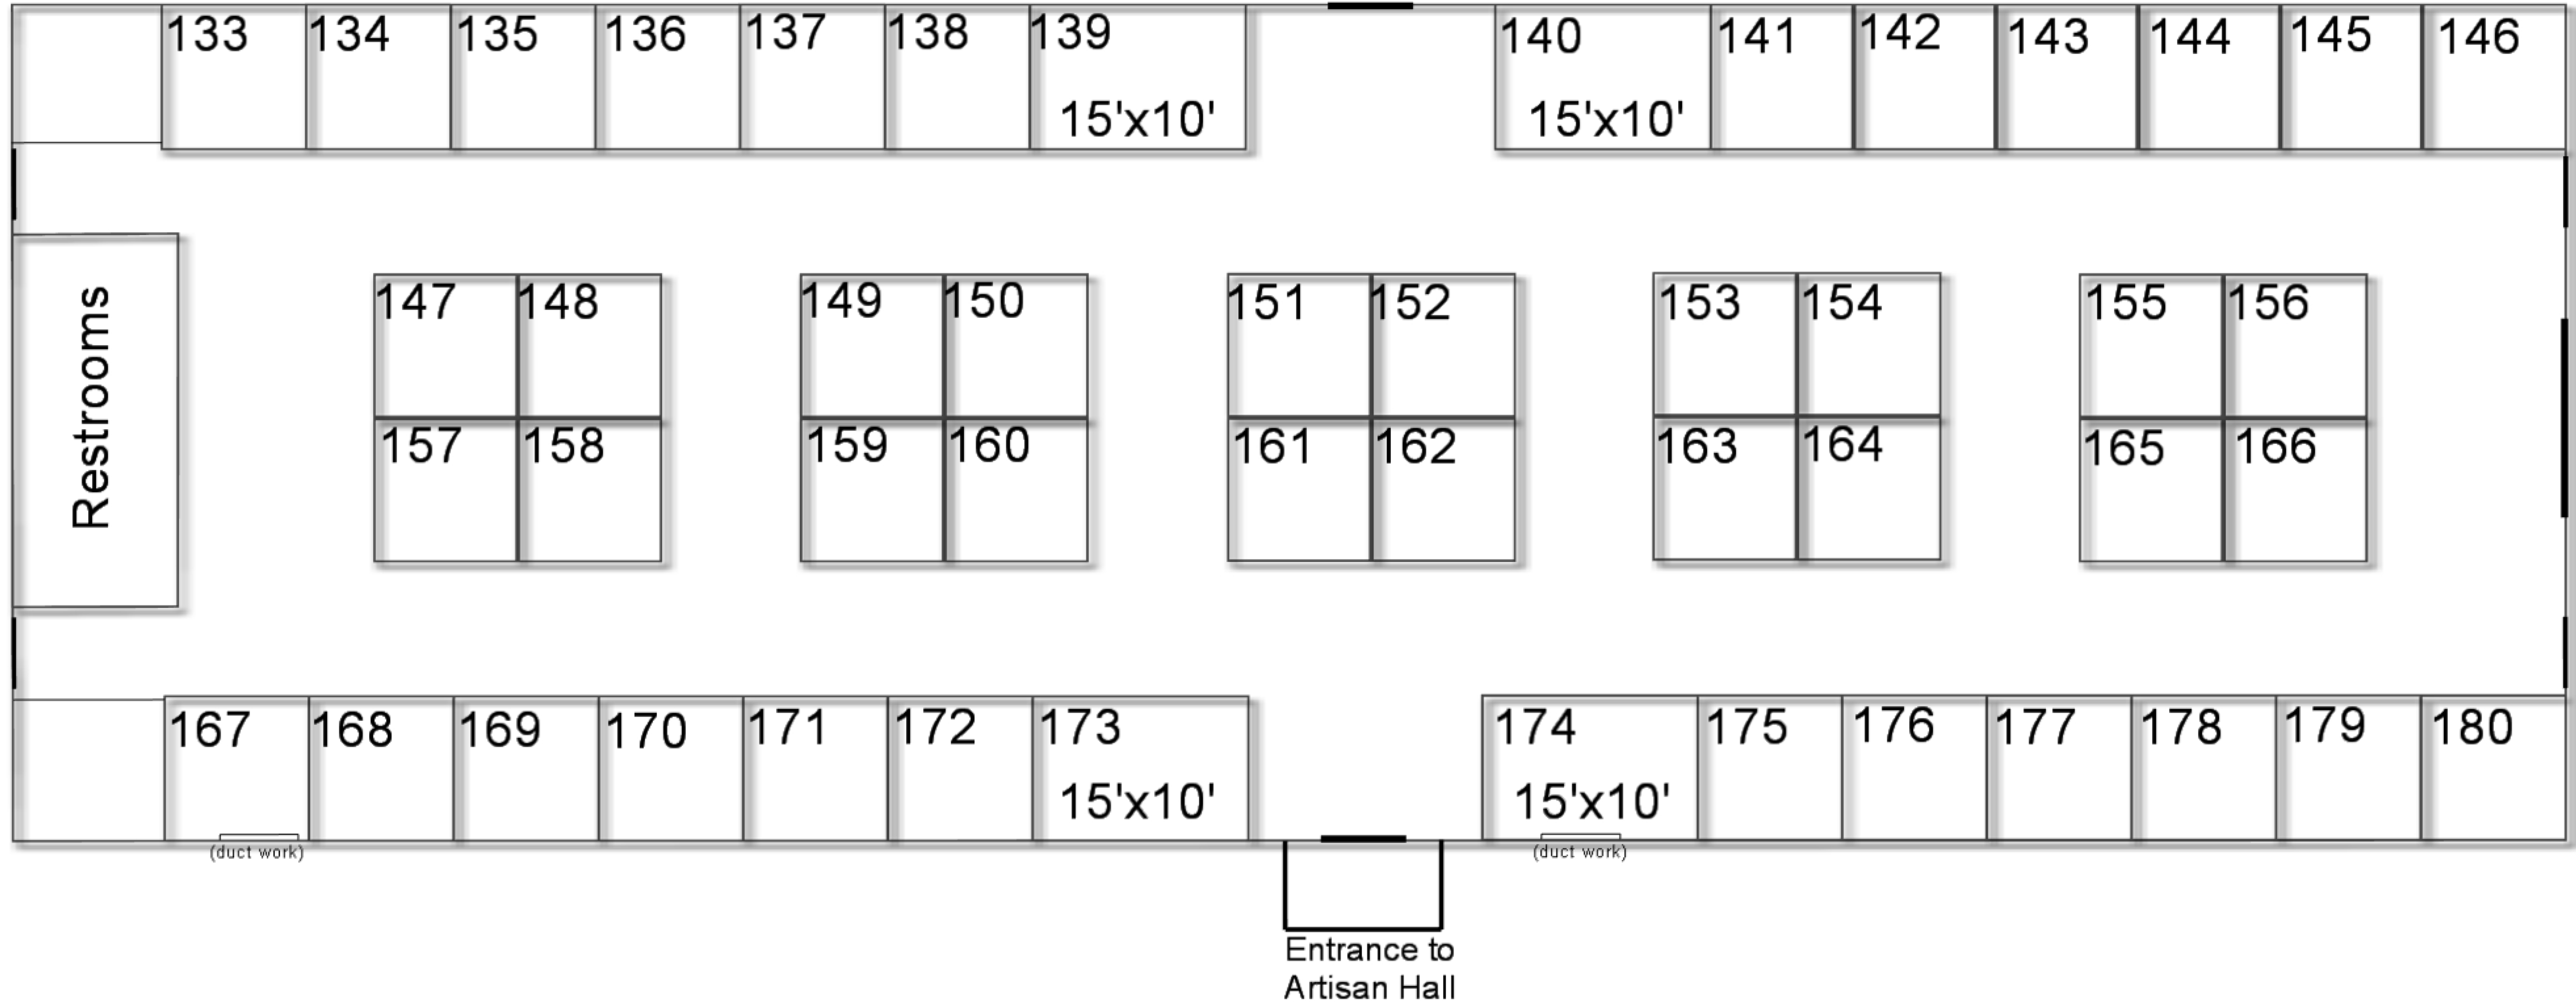 133 134 135 136 137 138 139 140 141 142 143 144 145 146
15'x10' 15'x10'
Restrooms
147 148 149 150 151 152 153 154 155 156
157 158 159 160 161 162 163 164 165 166
167 168 169 170 171 172 173 174 175 176 177 178 179 180
15'x10' 15'x10'
(duct work) (duct work)
Entrance to
Artisan Hall